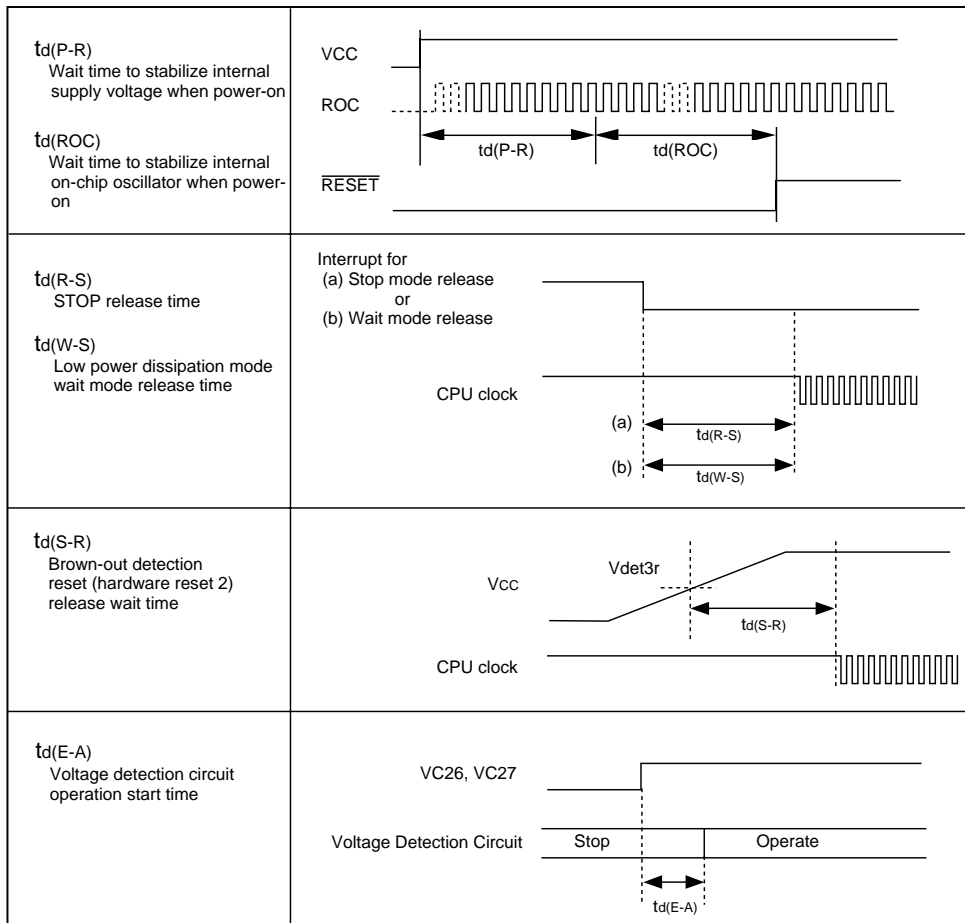 td(P-R)
Wait time to stabilize internal
supply voltage when power-on
td(ROC)
Wait time to stabilize internal
on-chip oscillator when power-
on
VCC
ROC
td(P-R)
td(ROC)
RESET
td(R-S)
STOP release time
td(W-S)
Low power dissipation mode
wait mode release time
Interrupt for
(a) Stop mode release
or
(b) Wait mode release
CPU clock
(a)
td(R-S)
(b)
td(W-S)
td(S-R)
Brown-out detection
reset (hardware reset 2)
release wait time
Vdet3r
VCC
td(S-R)
CPU clock
td(E-A)
Voltage detection circuit
operation start time
VC26, VC27
Voltage Detection Circuit
Stop
Operate
td(E-A)